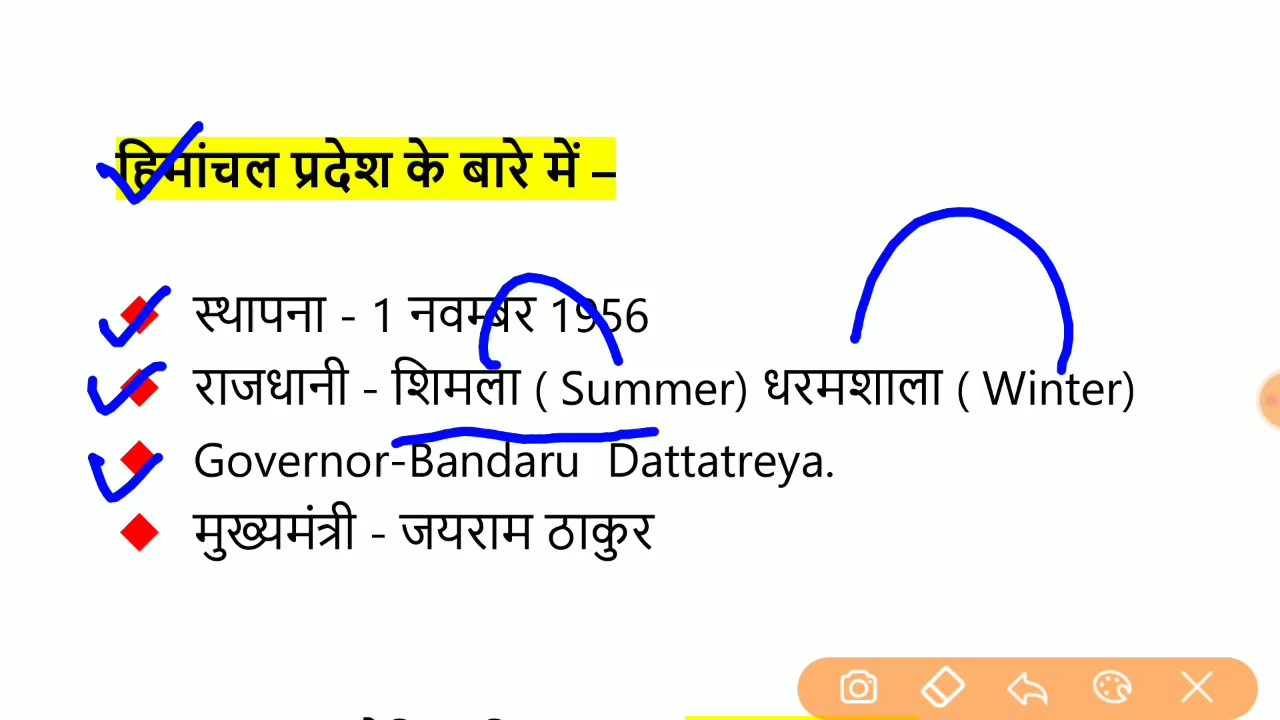 हिमांचल प्रदेश के बारे में –
स्थापना - 1 नवम्बर 1956
राजधानी - शिमला ( Summer) धरमशाला ( Winter)
Governor-Bandaru Dattatreya.
मुख्यमंत्री - जयराम ठाकुर